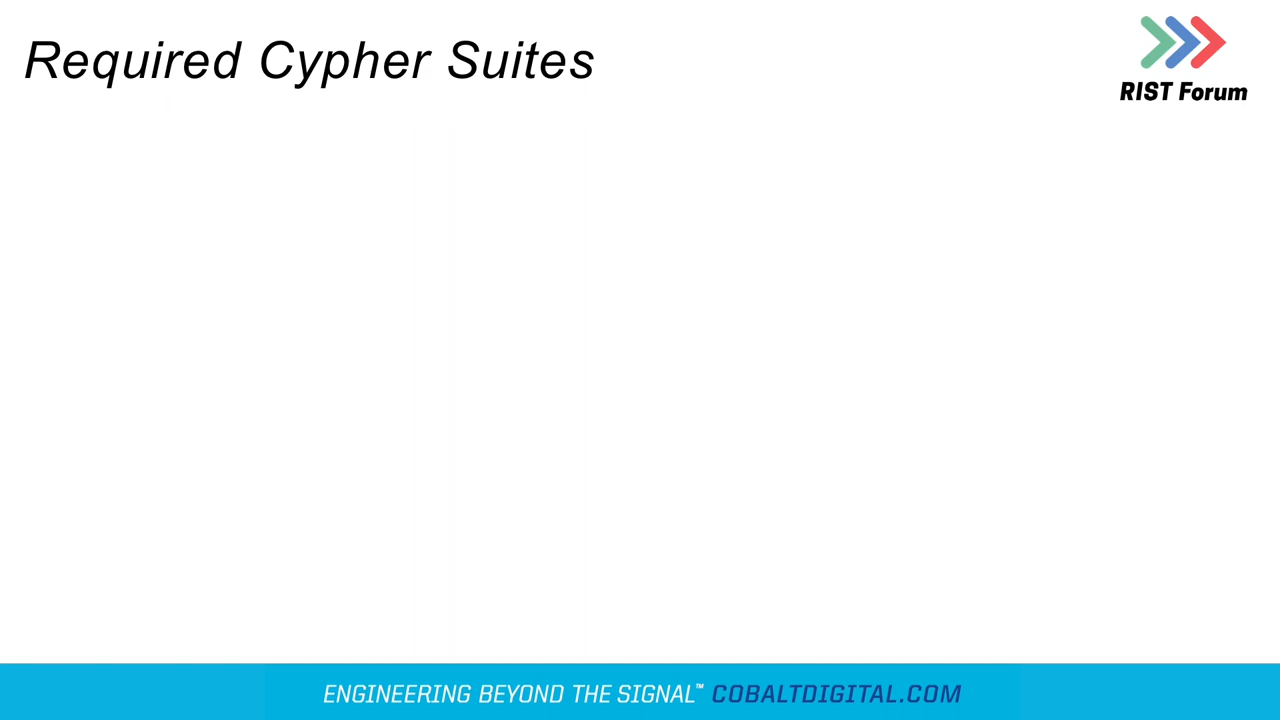 Required Cypher Suites
RIST Forum
ENGINEERING BEYOND THE SIGNAL™ COBALTDIGITAL.COM